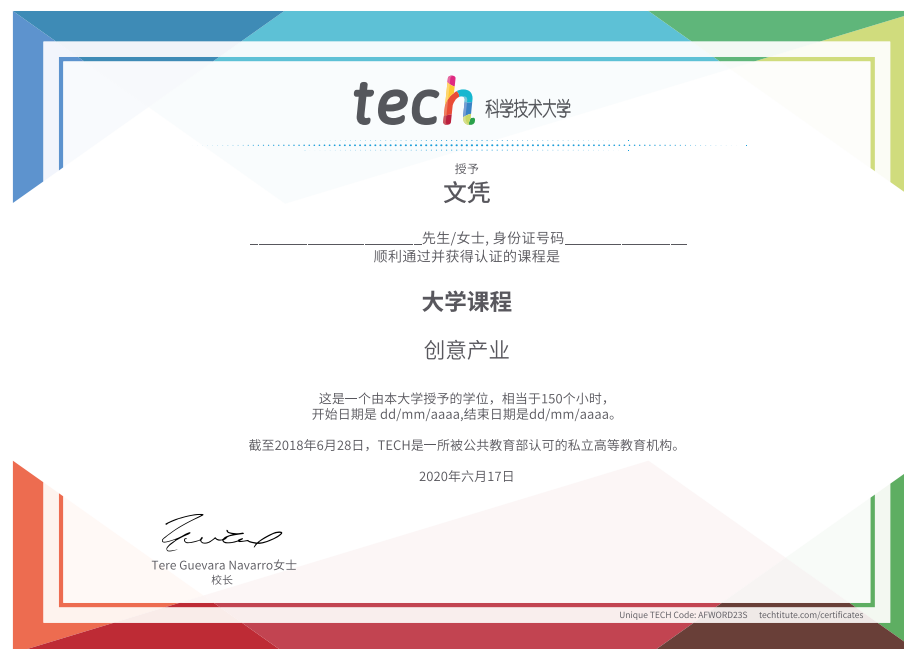 tech 科学技术大学
授予
文凭
______________________先生/女士, 身份证号码________________
顺利通过并获得认证的课程是
大学课程
创意产业
这是一个由本大学授予的学位，相当于150个小时，
开始日期是 dd/mm/aaaa,结束日期是dd/mm/aaaa。
截至2018年6月28日，TECH是一所被公共教育部认可的私立高等教育机构。
2020年六月17日
Tere Guevara Navarro女士
校长
Unique TECH Code: AFWORD23S techtitute.com/certificates